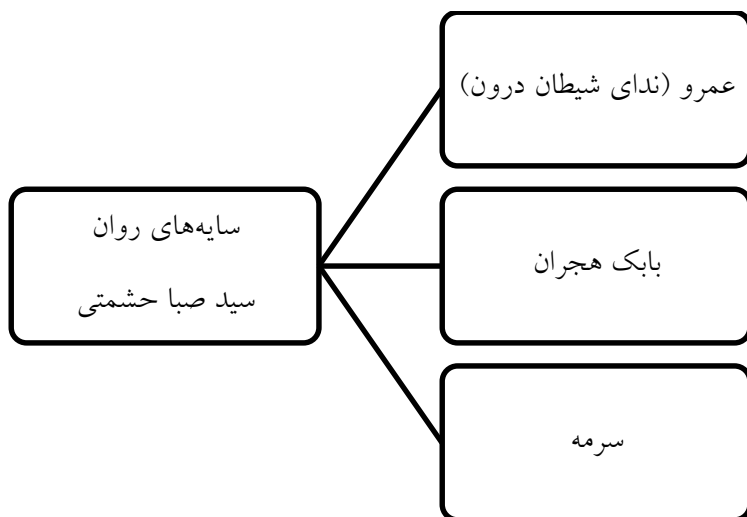 عمرو (ندای شیطان درون)
سایه‌های روان
سید صبا حشمتی
بابک هجران
سرمه